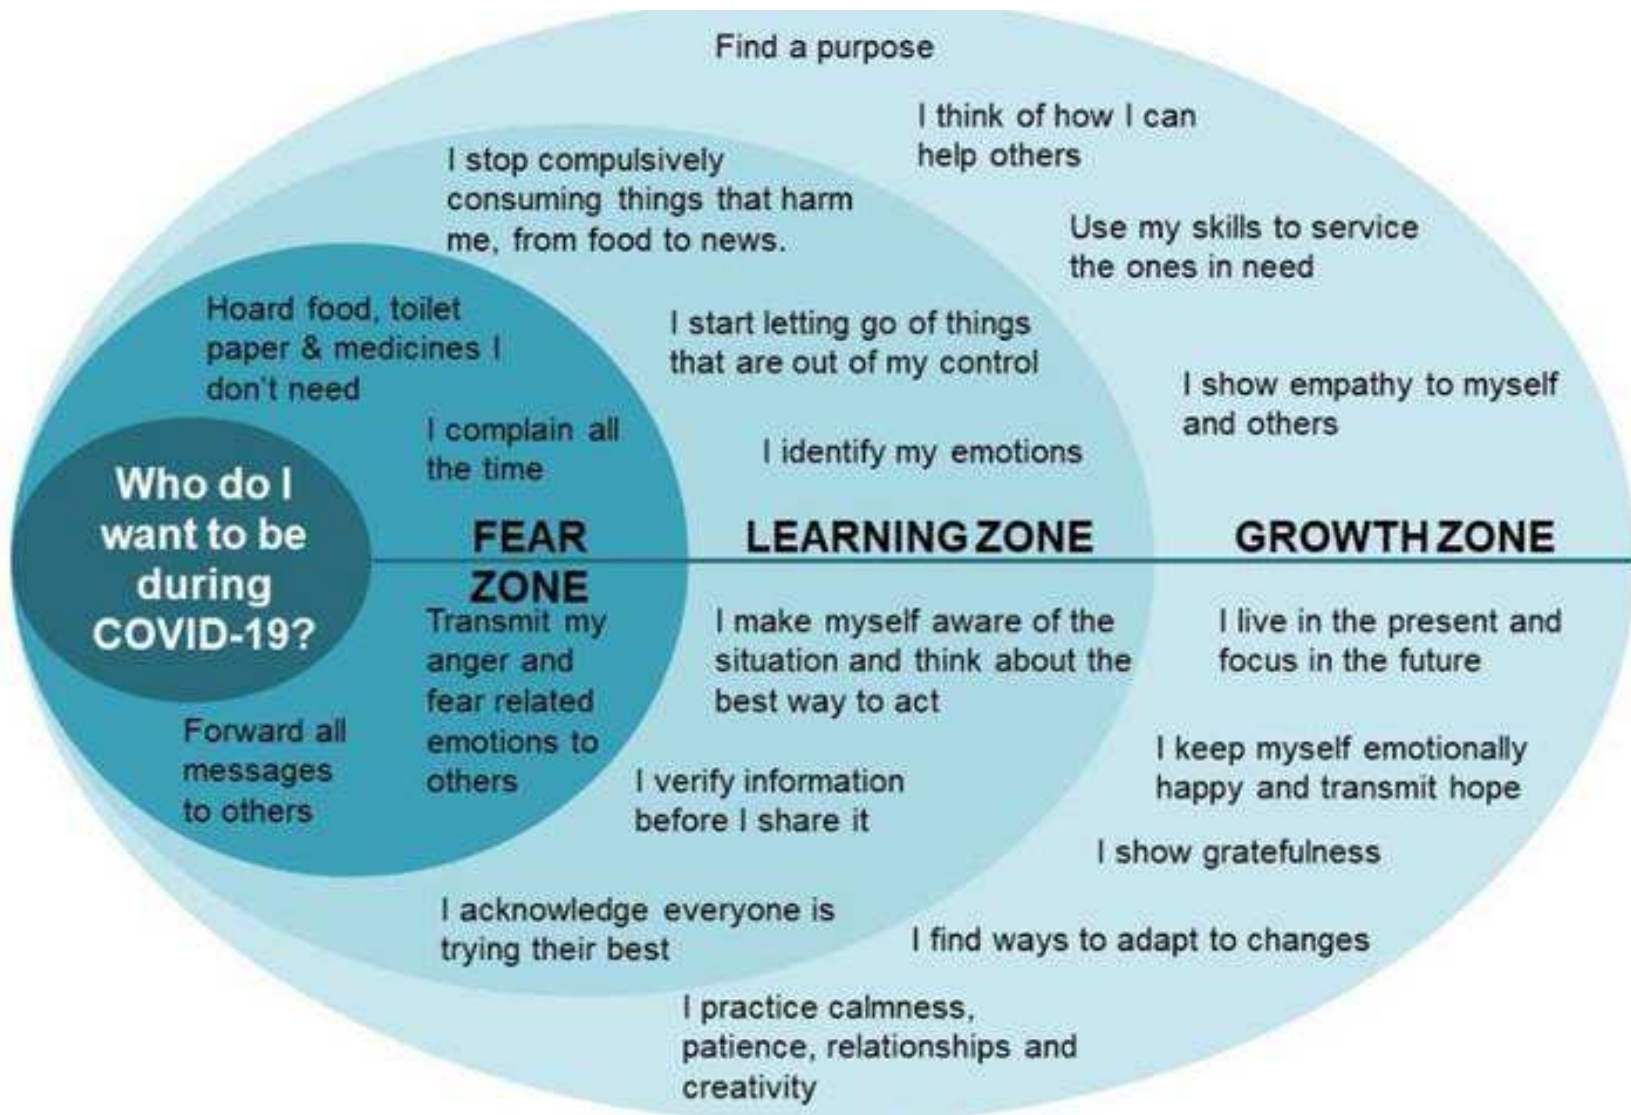 Find a purpose
I think of how I can
help others
I stop compulsively
consuming things that harm
me, from food to news.
Use my skills to service
the ones in need
Hoard food, toilet
paper & medicines I
don't need
I start letting go of things
that are out of my control
I show empathy to myself
and others
I complain all
the time
I identify my emotions
Who do I
want to be
during
COVID-19?
FEAR
ZONE
LEARNING ZONE
GROWTH ZONE
Transmit my
anger and
fear related
emotions to
others
I make myself aware of the
situation and think about the
best way to act
I live in the present and
focus in the future
Forward all
messages
to others
I verify information
before I share it
I keep myself emotionally
happy and transmit hope
I show gratefulness
I acknowledge everyone is
trying their best
I find ways to adapt to changes
I practice calmness,
patience, relationships and
creativity